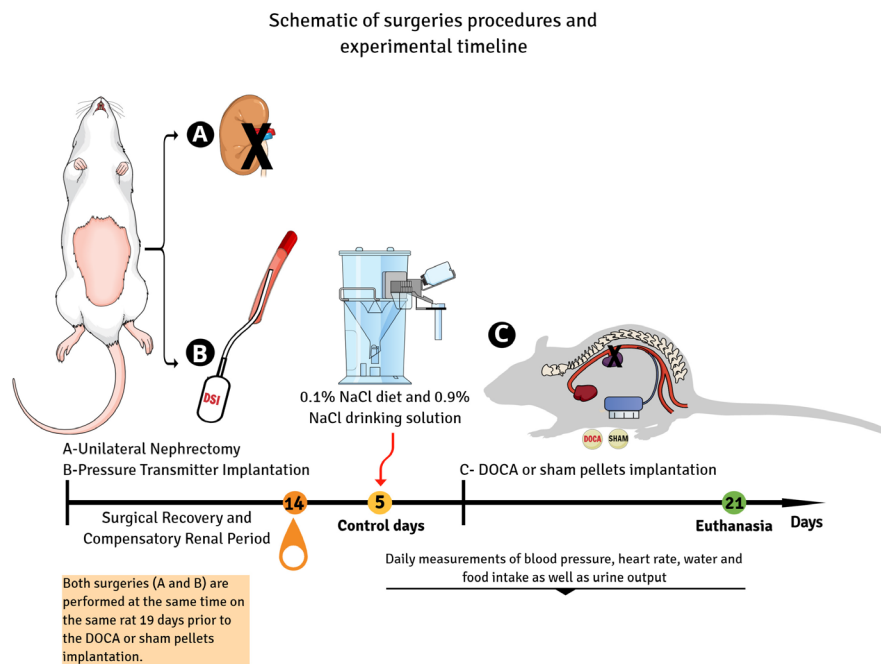 Schematic of surgeries procedures and
experimental timeline
A
B
DSI
C
DOCA
SHAM
X
X
0.1% NaCl diet and 0.9%
NaCl drinking solution
A-Unilateral Nephrectomy
B-Pressure Transmitter Implantation
C- DOCA or sham pellets implantation
14
5
21
Surgical Recovery and
Compensatory Renal Period
Control days
Euthanasia
Days
Daily measurements of blood pressure, heart rate, water and
food intake as well as urine output
Both surgeries (A and B) are
performed at the same time on
the same rat 19 days prior to
the DOCA or sham pellets
implantation.